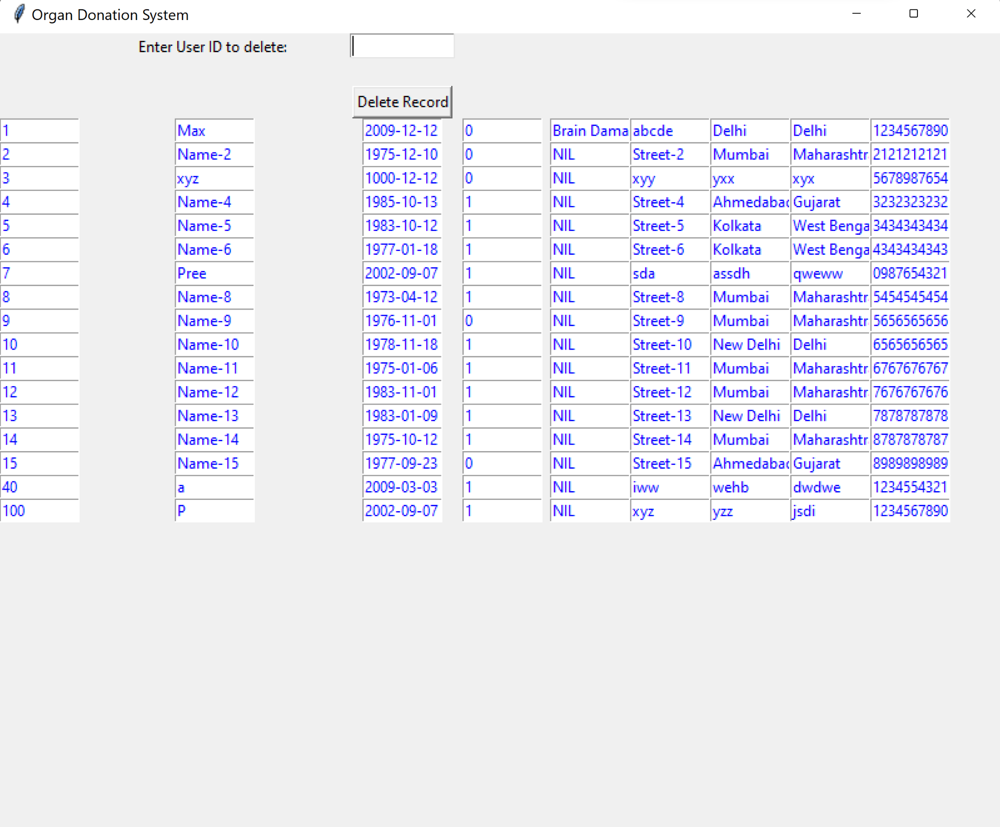 Organ Donation System
Enter User ID to delete:
Delete Record
1 Max 2009-12-12 0 Brain Dama abcde Delhi Delhi 1234567890
2 Name-2 1975-12-10 0 NIL Street-2 Mumbai Maharashtr 2121212121
3 xyz 1000-12-12 0 NIL xyy yxx xyx 5678987654
4 Name-4 1985-10-13 1 NIL Street-4 Ahmedabad Gujarat 3232323232
5 Name-5 1983-10-12 1 NIL Street-5 Kolkata West Benga 3434343434
6 Name-6 1977-01-18 1 NIL Street-6 Kolkata West Benga 4343434343
7 Pree 2002-09-07 1 NIL sda assdh qweww 0987654321
8 Name-8 1973-04-12 1 NIL Street-8 Mumbai Maharashtr 5454545454
9 Name-9 1976-11-01 0 NIL Street-9 Mumbai Maharashtr 5656565656
10 Name-10 1978-11-18 1 NIL Street-10 New Delhi Delhi 6565656565
11 Name-11 1975-01-06 1 NIL Street-11 Mumbai Maharashtr 6767676767
12 Name-12 1983-11-01 1 NIL Street-12 Mumbai Maharashtr 7676767676
13 Name-13 1983-01-09 1 NIL Street-13 New Delhi Delhi 7878787878
14 Name-14 1975-10-12 1 NIL Street-14 Mumbai Maharashtr 8787878787
15 Name-15 1977-09-23 0 NIL Street-15 Ahmedabad Gujarat 8989898989
40 a 2009-03-03 1 NIL iww wehb dwdwe 1234554321
100 P 2002-09-07 1 NIL xyz yzz jsdi 1234567890